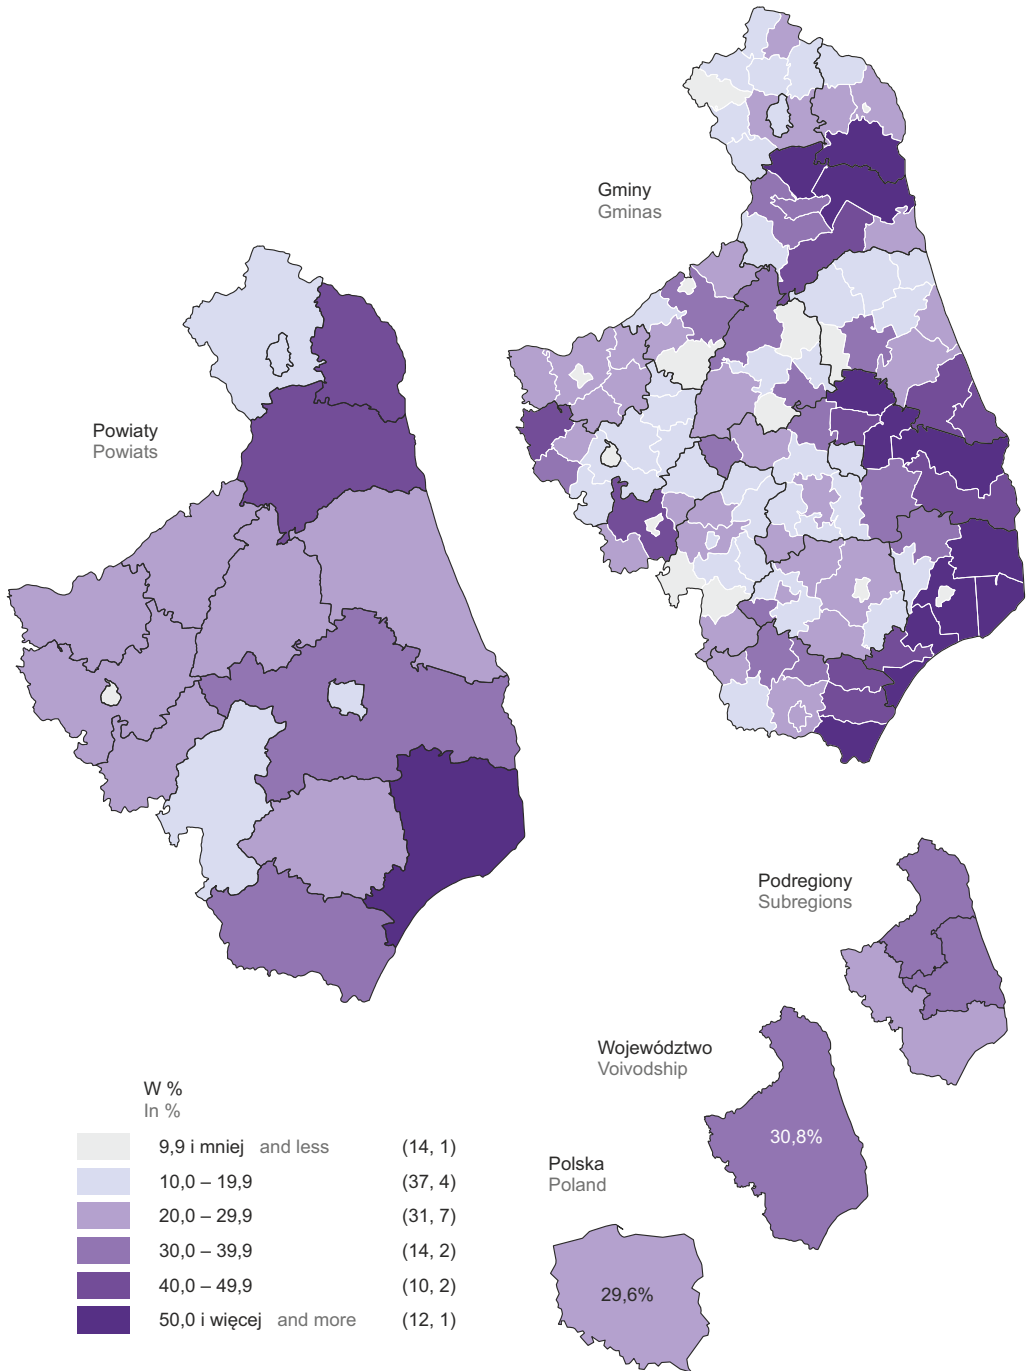 Gminy
Gminas
Powiaty
Powiats
Podregiony
Subregions
Województwo
Voivodship
30,8%
Polska
Poland
29,6%
W %
In %
9,9 i mniej and less (14, 1)
10,0 – 19,9 (37, 4)
20,0 – 29,9 (31, 7)
30,0 – 39,9 (14, 2)
40,0 – 49,9 (10, 2)
50,0 i więcej and more (12, 1)